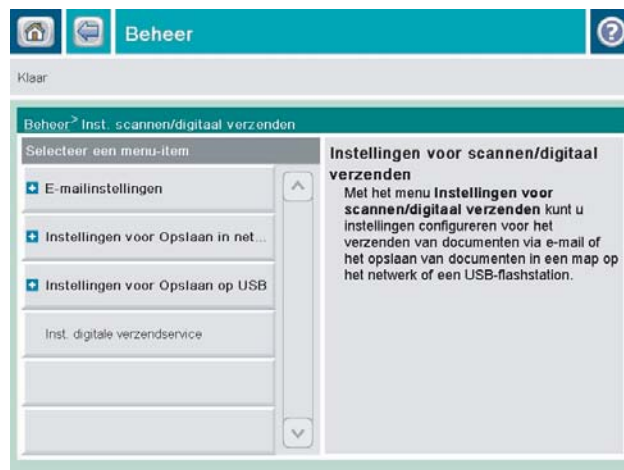 Beheer
Klaar
Beheer> Inst. scannen/digitaal verzenden
Selecteer een menu-item
E-mailinstellingen
Instellingen voor Opslaan in net...
Instellingen voor Opslaan op USB
Inst. digitale verzendservice
Instellingen voor scannen/digitaal
verzenden
Met het menu Instellingen voor
scannen/digitaal verzenden kunt u
instellingen configureren voor het
verzenden van documenten via e-mail of
het opslaan van documenten in een map op
het netwerk of een USB-flashstation.